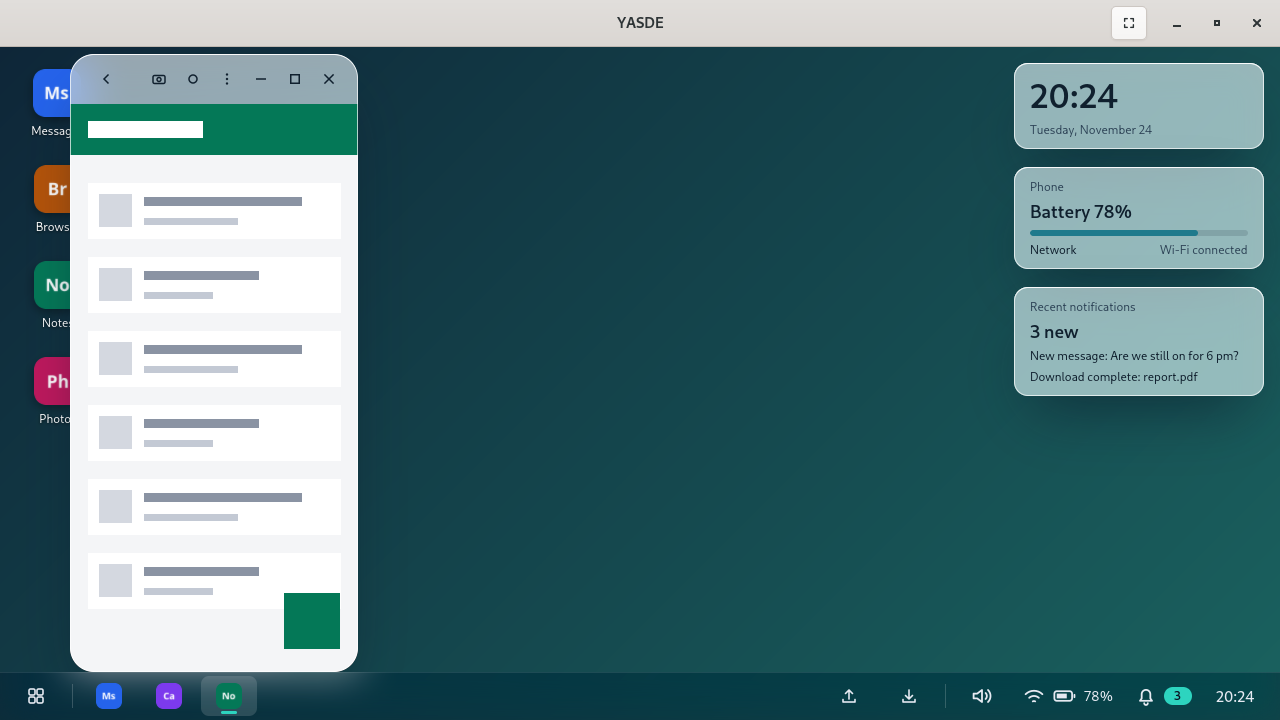 YASDE
Ms
Messag
Br
Brows
No
Notes
Ph
Photo
20:24
Tuesday, November 24
Phone
Battery 78%
Network
Wi-Fi connected
Recent notifications
3 new
New message: Are we still on for 6 pm?
Download complete: report.pdf
Ms
Ca
No
78%
3
20:24